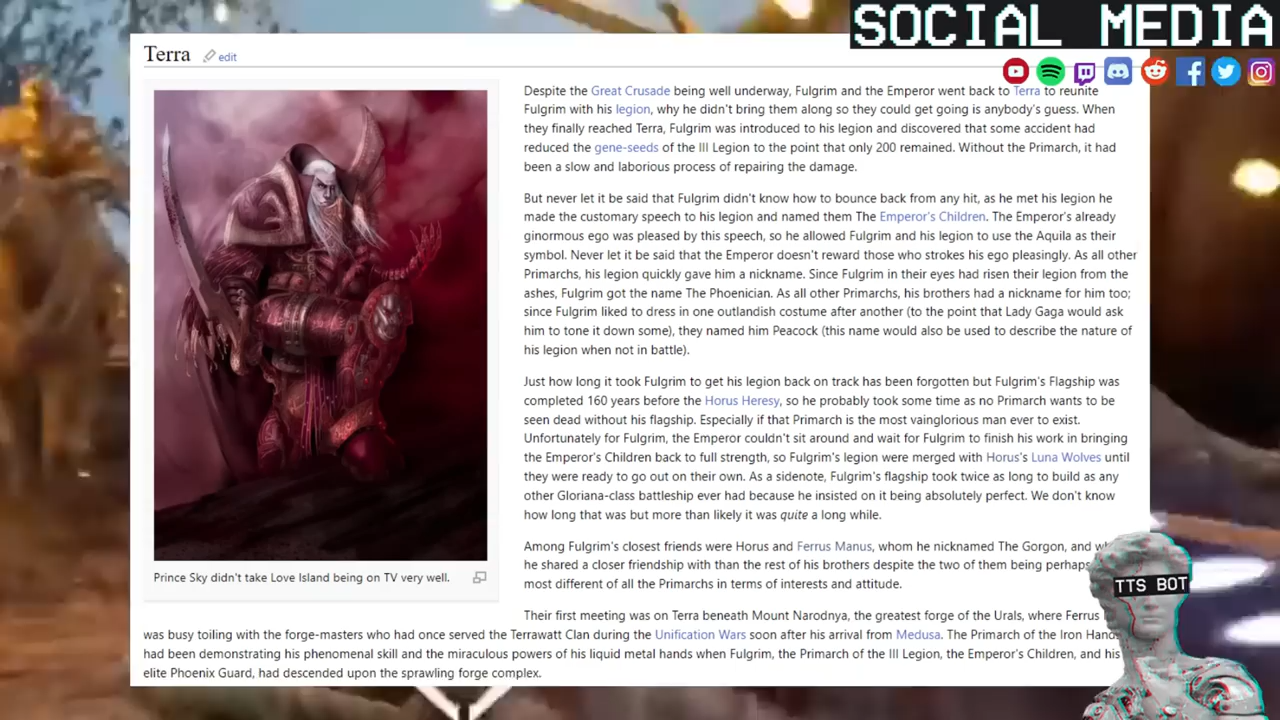 SOCIAL MEDIA
Terra edit
Despite the Great Crusade being well underway, Fulgrim and the Emperor went back to Terra to reunite
Fulgrim with his legion, why he didn't bring them along so they could get going is anybody's guess. When
they finally reached Terra, Fulgrim was introduced to his legion and discovered that some accident had
reduced the gene-seeds of the III Legion to the point that only 200 remained. Without the Primarch, it had
been a slow and laborious process of repairing the damage.
But never let it be said that Fulgrim didn't know how to bounce back from any hit, as he met his legion he
made the customary speech to his legion and named them The Emperor's Children. The Emperor's already
ginormous ego was pleased by this speech, so he allowed Fulgrim and his legion to use the Aquila as their
symbol. Never let it be said that the Emperor doesn't reward those who strokes his ego pleasingly. As all other
Primarchs, his legion quickly gave him a nickname. Since Fulgrim in their eyes had risen their legion from the
ashes, Fulgrim got the name The Phoenician. As all other Primarchs, his brothers had a nickname for him too;
since Fulgrim liked to dress in one outlandish costume after another (to the point that Lady Gaga would ask
him to tone it down some), they named him Peacock (this name would also be used to describe the nature of
his legion when not in battle).
Just how long it took Fulgrim to get his legion back on track has been forgotten but Fulgrim's Flagship was
completed 160 years before the Horus Heresy, so he probably took some time as no Primarch wants to be
seen dead without his flagship. Especially if that Primarch is the most vainglorious man ever to exist.
Unfortunately for Fulgrim, the Emperor couldn't sit around and wait for Fulgrim to finish his work in bringing
the Emperor's Children back to full strength, so Fulgrim's legion were merged with Horus's Luna Wolves until
they were ready to go out on their own. As a sidenote, Fulgrim's flagship took twice as long to build as any
other Gloriana-class battleship ever had because he insisted on it being absolutely perfect. We don't know
how long that was but more than likely it was quite a long while.
Prince Sky didn't take Love Island being on TV very well.
Among Fulgrim's closest friends were Horus and Ferrus Manus, whom he nicknamed The Gorgon, and
he shared a closer friendship with than the rest of his brothers despite the two of them being perhaps
most different of all the Primarchs in terms of interests and attitude.
TTS BOT
Their first meeting was on Terra beneath Mount Narodnya, the greatest forge of the Urals, where Ferrus
was busy toiling with the forge-masters who had once served the Terrawatt Clan during the Unification Wars soon after his arrival from Medusa. The Primarch of the Iron Hands
had been demonstrating his phenomenal skill and the miraculous powers of his liquid metal hands when Fulgrim, the Primarch of the III Legion, the Emperor's Children, and his
elite Phoenix Guard, had descended upon the sprawling forge complex.